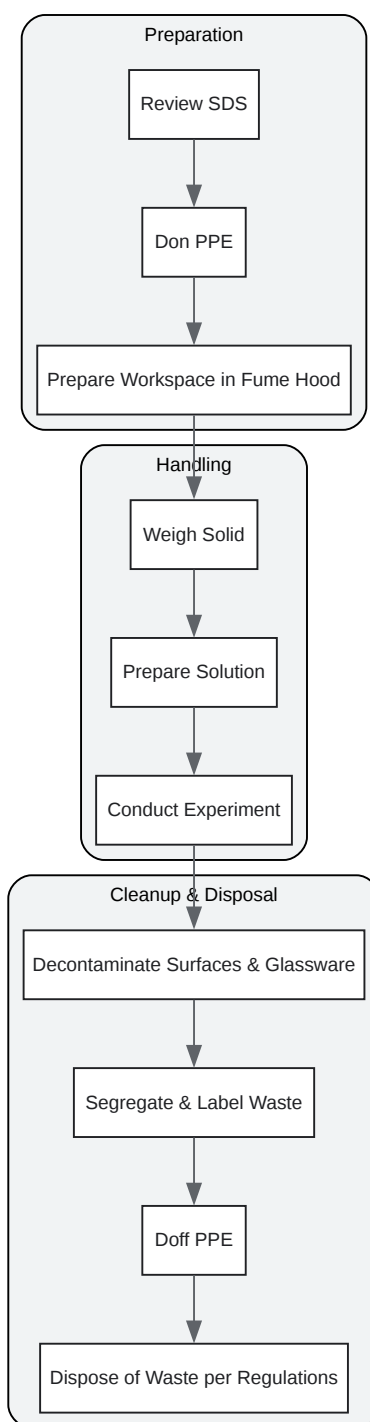 Preparation
Review SDS
Don PPE
Prepare Workspace in Fume Hood
Handling
Weigh Solid
Prepare Solution
Conduct Experiment
Cleanup & Disposal
Decontaminate Surfaces & Glassware
Segregate & Label Waste
Doff PPE
Dispose of Waste per Regulations